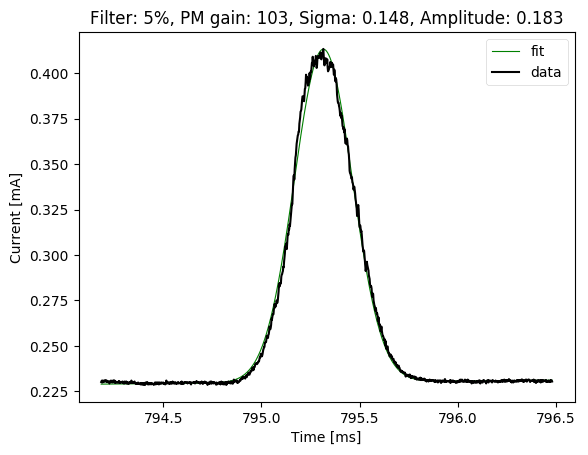 Filter: 5%, PM gain: 103, Sigma: 0.148, Amplitude: 0.183
fit
data
0.400
0.375
0.350
0.325
0.300
0.275
0.250
0.225
Current [mA]
794.5
795.0
795.5
796.0
796.5
Time [ms]